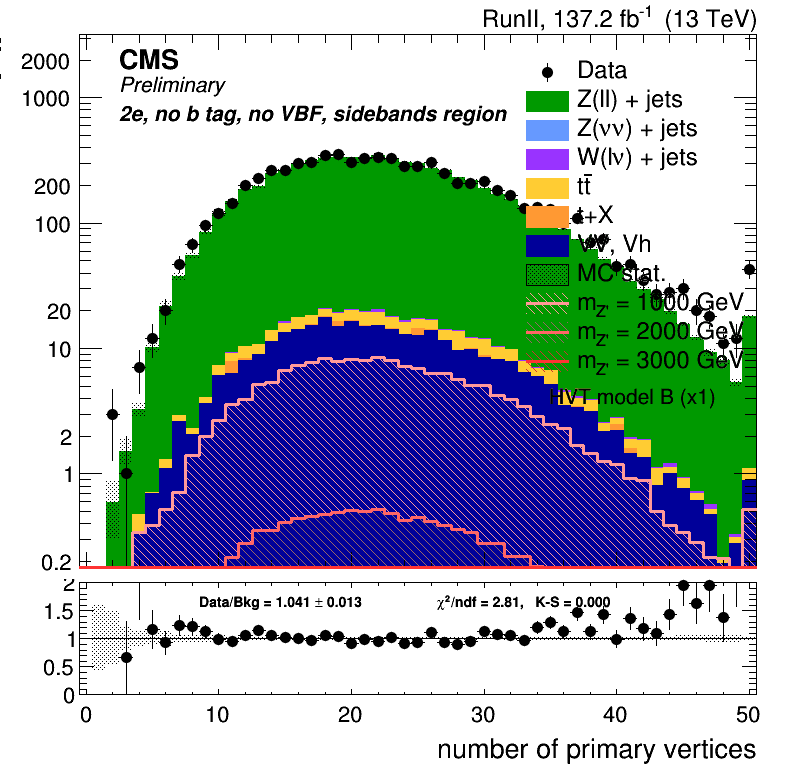 RunII, 137.2 fb⁻¹ (13 TeV)
CMS
Preliminary
2e, no b tag, no VBF, sidebands region
Data
Z(ll) + jets
Z(νν) + jets
W(lν) + jets
tt̄
t+X
VV, Vh
MC stat.
m_Z' = 1000 GeV
m_Z' = 2000 GeV
m_Z' = 3000 GeV
HVT model B (x1)
2000
1000
200
100
20
10
2
1
0.2
Data/Bkg = 1.041 ± 0.013
χ²/ndf = 2.81, K-S = 0.000
2
1.5
1
0.5
0
0 10 20 30 40 50
number of primary vertices